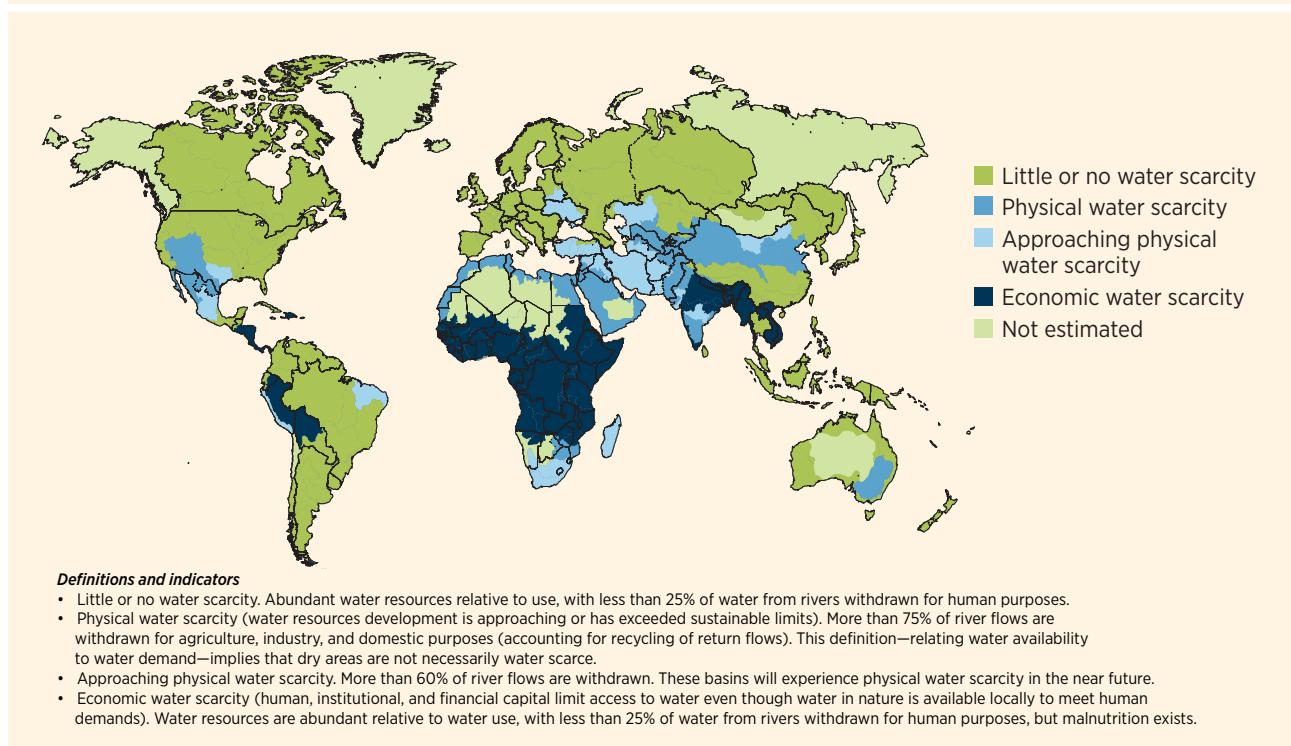 Little or no water scarcity
Physical water scarcity
Approaching physical
water scarcity
Economic water scarcity
Not estimated
Definitions and indicators
• Little or no water scarcity. Abundant water resources relative to use, with less than 25% of water from rivers withdrawn for human purposes.
• Physical water scarcity (water resources development is approaching or has exceeded sustainable limits). More than 75% of river flows are
withdrawn for agriculture, industry, and domestic purposes (accounting for recycling of return flows). This definition—relating water availability
to water demand—implies that dry areas are not necessarily water scarce.
• Approaching physical water scarcity. More than 60% of river flows are withdrawn. These basins will experience physical water scarcity in the near future.
• Economic water scarcity (human, institutional, and financial capital limit access to water even though water in nature is available locally to meet human
demands). Water resources are abundant relative to water use, with less than 25% of water from rivers withdrawn for human purposes, but malnutrition exists.